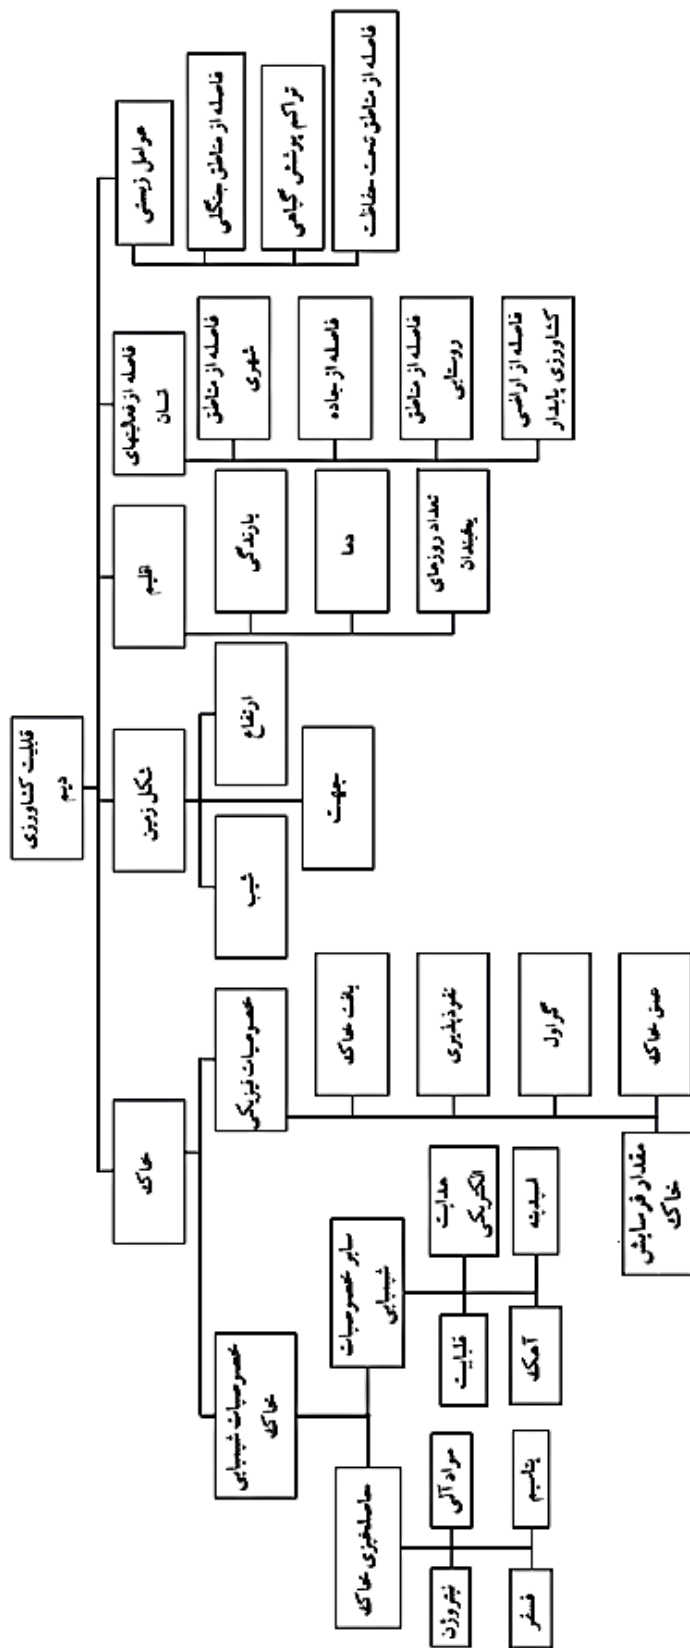 قابلیت کشاورزی
دیم
عوامل زیستی
فاصله از فعالیتهای
انسان
اقلیم
شکل زمین
خاک
فاصله از مناطق جنگلی
تراکم پوشش گیاهی
فاصله از مناطق تحت حفاظت
فاصله از مناطق
شهری
فاصله از جاده
فاصله از مناطق
روستایی
فاصله از اراضی
کشاورزی پایدار
بارندگی
دما
تعداد روزهای
یخبندان
ارتفاع
شیب
جهت
خصوصیات فیزیکی
بافت خاک
نفوذپذیری
گراول
عمق خاک
مقدار فرسایش
خاک
خصوصیات شیمیایی
خاک
سایر خصوصیات
شیمیایی
هدایت
الکتریکی
قلیایت
اسیدیته
آهک
حاصلخیزی خاک
مواد آلی
نیتروژن
پتاسیم
فسفر